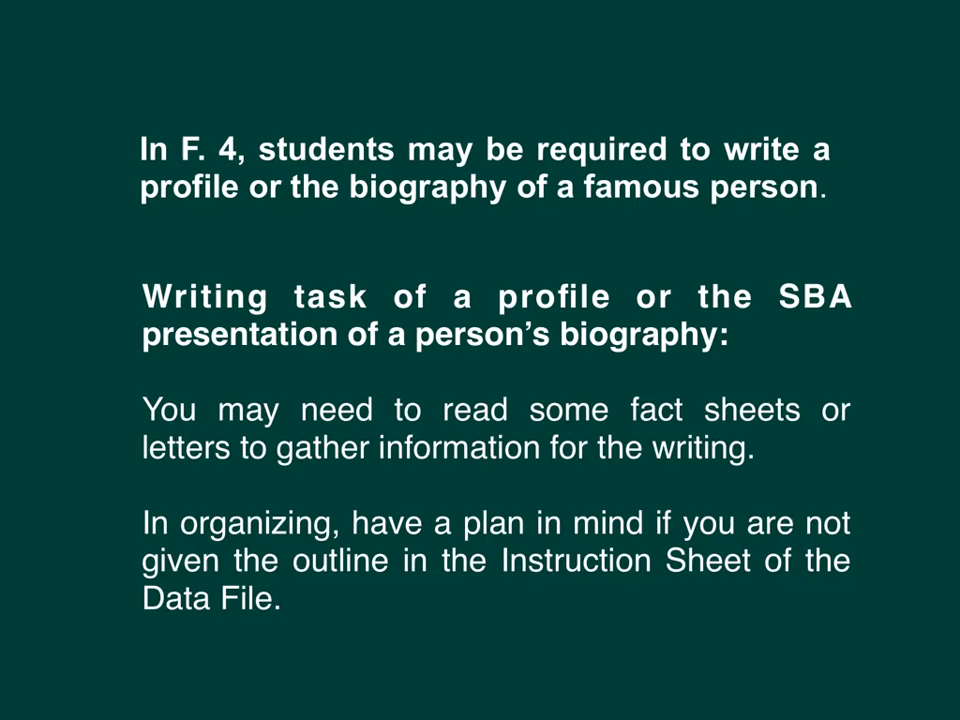 In F. 4, students may be required to write a
profile or the biography of a famous person.
Writing task of a profile or the SBA
presentation of a person’s biography:
You may need to read some fact sheets or
letters to gather information for the writing.
In organizing, have a plan in mind if you are not
given the outline in the Instruction Sheet of the
Data File.